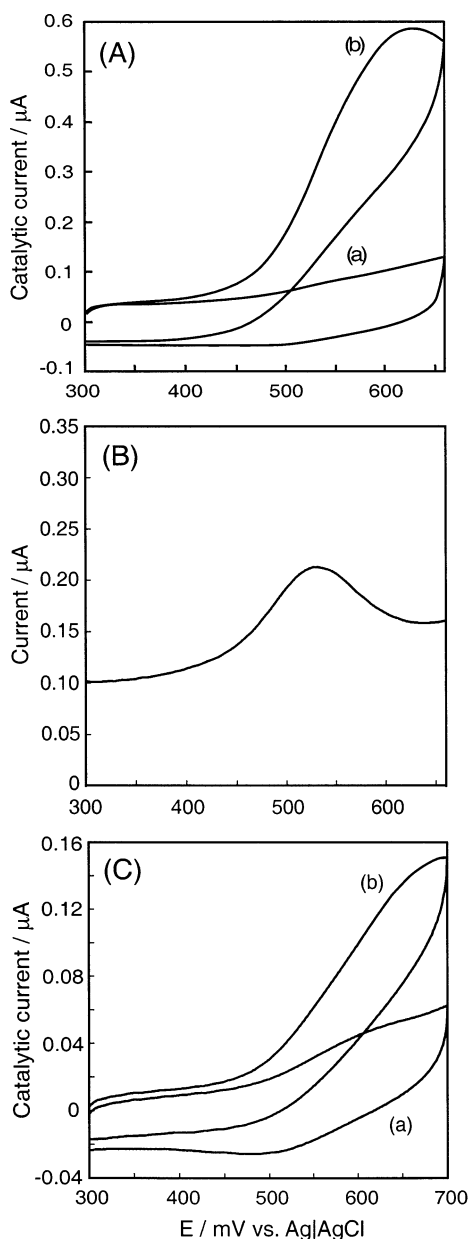 (A)
(b)
(a)
0.6
0.5
0.4
0.3
0.2
0.1
0
-0.1
Catalytic current / μA
300 400 500 600
(B)
0.35
0.30
0.25
0.20
0.15
0.10
0.05
0
Current / μA
300 400 500 600
(C)
(b)
(a)
0.16
0.12
0.08
0.04
0
-0.04
Catalytic current / μA
300 400 500 600 700
E / mV vs. Ag|AgCl